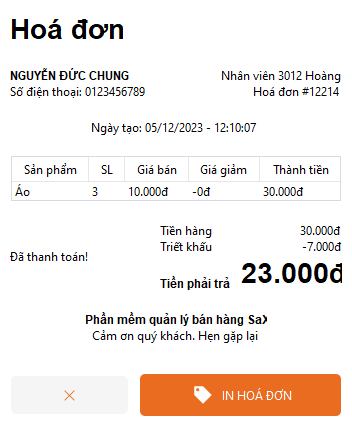 Hoá đơn
NGUYỄN ĐỨC CHUNG
Nhân viên 3012 Hoàng
Số điện thoại: 0123456789
Hoá đơn #12214
Ngày tạo: 05/12/2023 - 12:10:07
Sản phẩm SL Giá bán Giá giảm Thành tiền
Áo 3 10.000đ -0đ 30.000đ
Tiền hàng 30.000đ
Triết khấu -7.000đ
Đã thanh toán!
Tiền phải trả 23.000đ
Phần mềm quản lý bán hàng SaX
Cảm ơn quý khách. Hẹn gặp lại
IN HOÁ ĐƠN